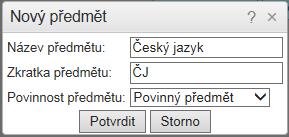 Nový předmět ? ×
Název předmětu: Český jazyk
Zkratka předmětu: ČJ
Povinnost předmětu: Povinný předmět
Potvrdit Storno